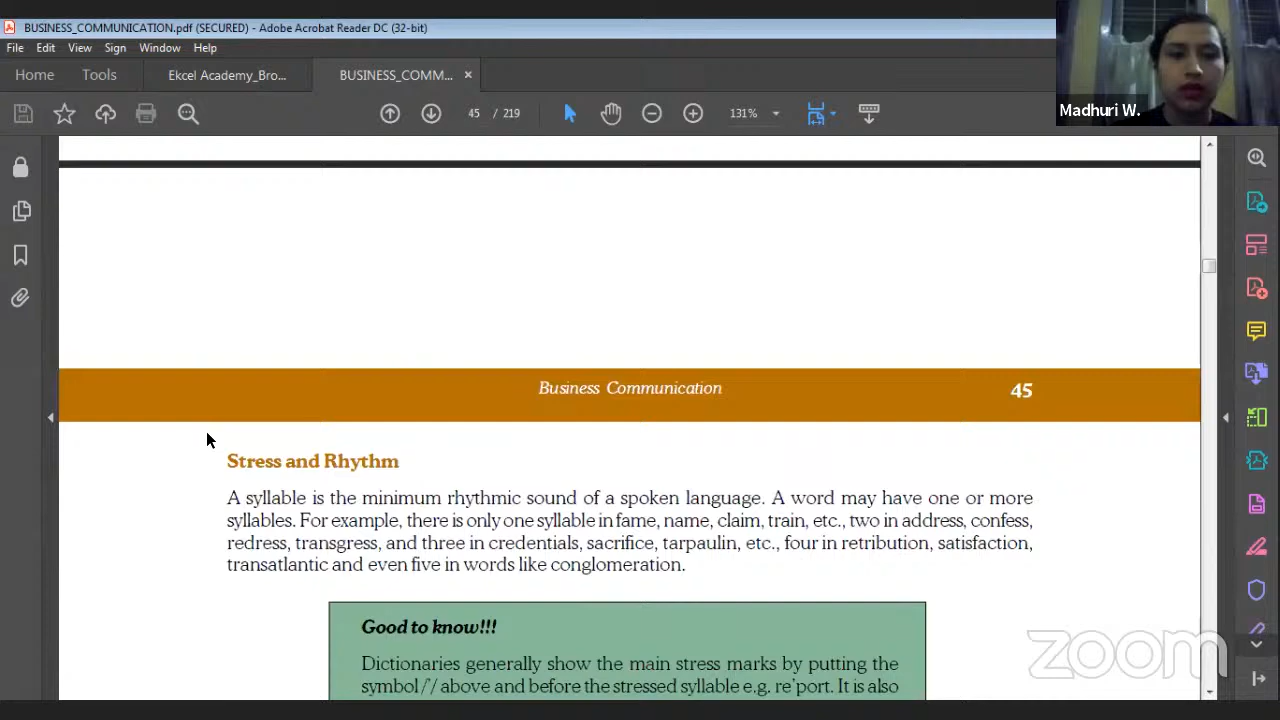 BUSINESS_COMMUNICATION.pdf (SECURED) - Adobe Acrobat Reader DC (32-bit)
File Edit View Sign Window Help
Home Tools Ekcel Academy_Bro... BUSINESS_COMM... ×
45 / 219 131%
Madhuri W.
Business Communication 45
Stress and Rhythm
A syllable is the minimum rhythmic sound of a spoken language. A word may have one or more
syllables. For example, there is only one syllable in fame, name, claim, train, etc., two in address, confess,
redress, transgress, and three in credentials, sacrifice, tarpaulin, etc., four in retribution, satisfaction,
transatlantic and even five in words like conglomeration.
Good to know!!!
Dictionaries generally show the main stress marks by putting the
symbol /'/ above and before the stressed syllable e.g. re'port. It is also
zoom